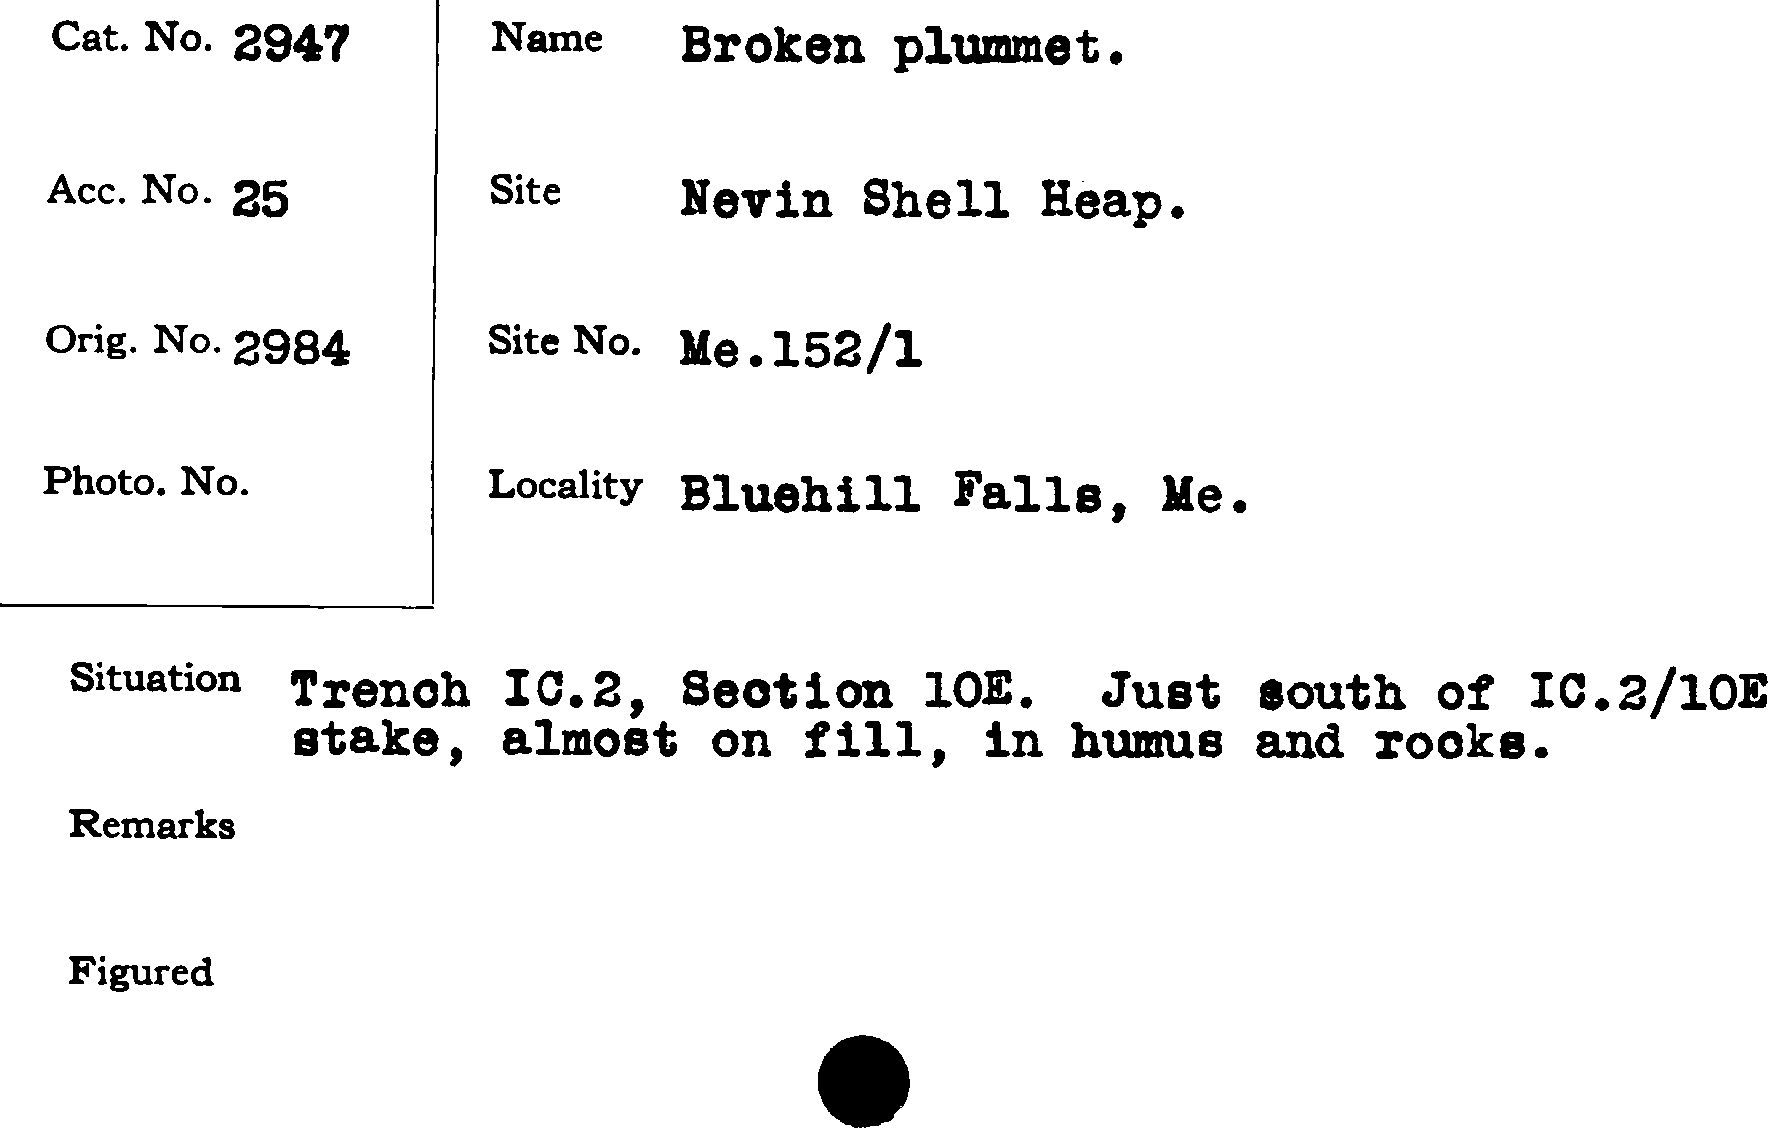 Cat. No. 2947
Name Broken plummet.
Acc. No. 25
Site Nevin Shell Heap.
Orig. No. 2984
Site No. Me.152/1
Photo. No.
Locality Bluehill Falls, Me.
Situation Trench IC.2, Section 10E. Just south of IC.2/10E
stake, almost on fill, in humus and rocks.
Remarks
Figured